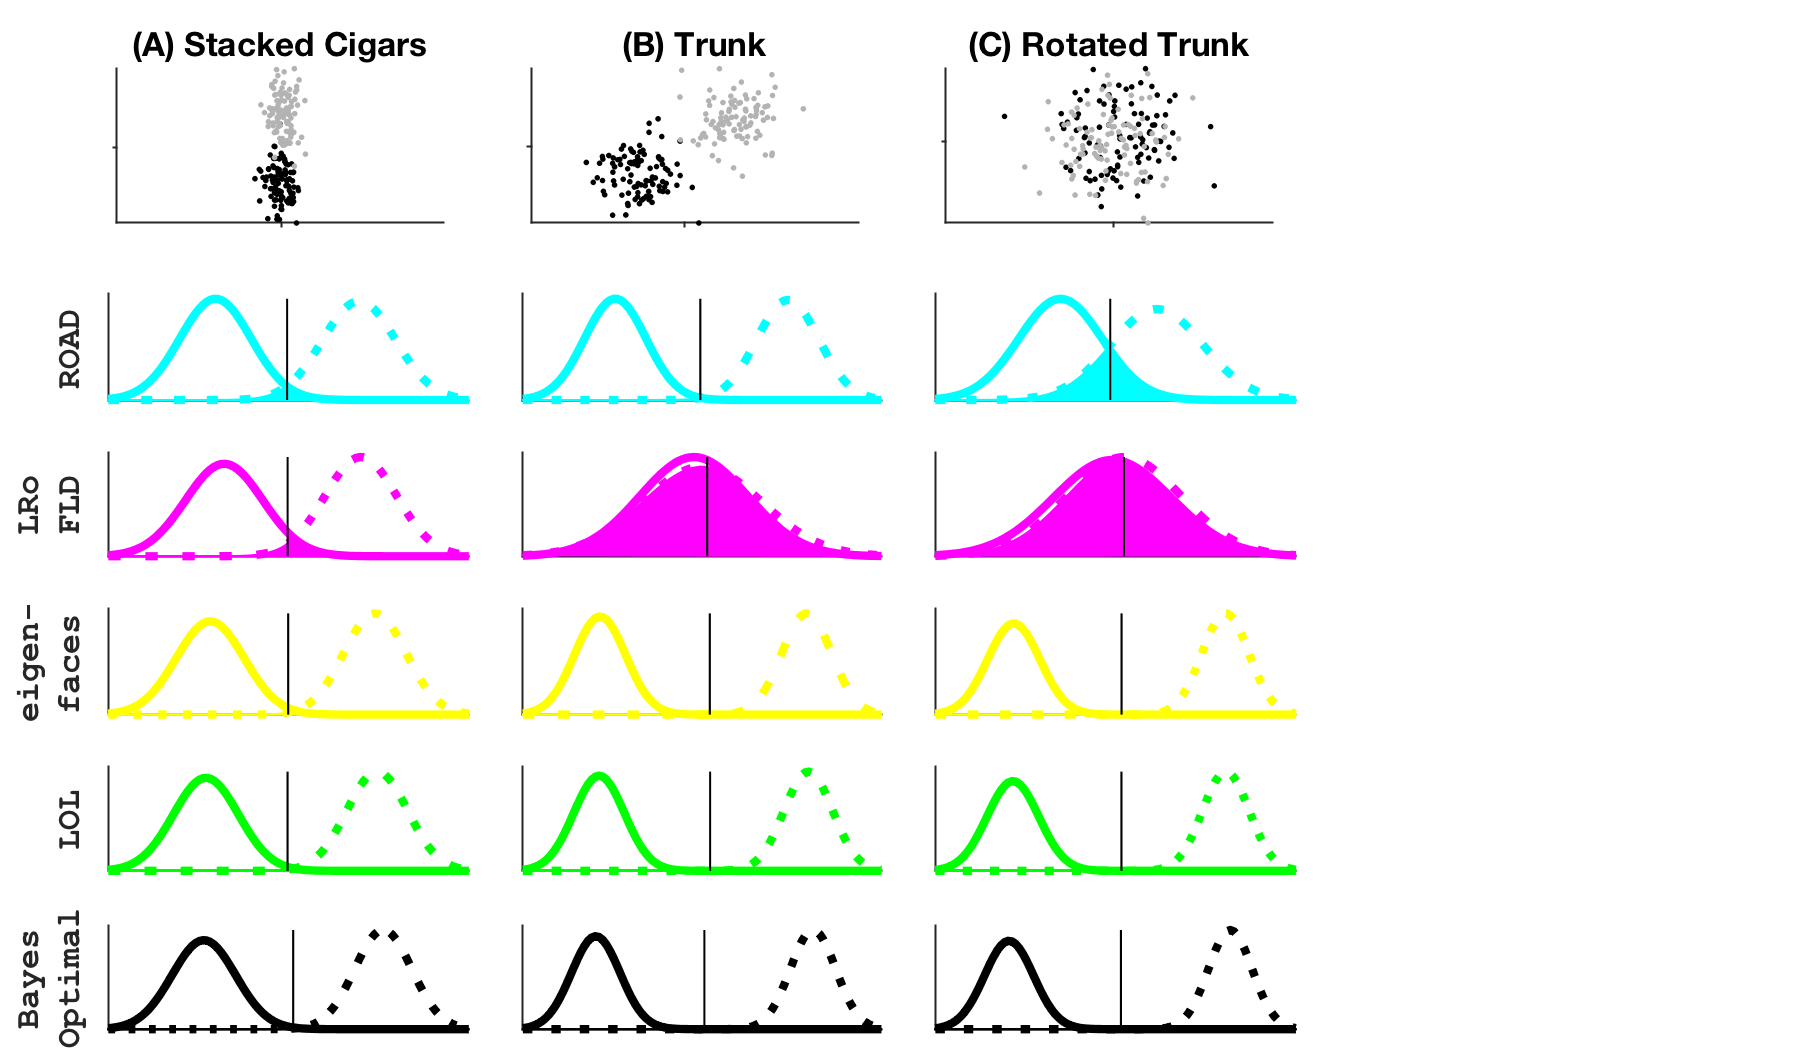 (A) Stacked Cigars
(B) Trunk
(C) Rotated Trunk
ROAD
LRo
FLD
eigen-
faces
LOL
Bayes
Optimal